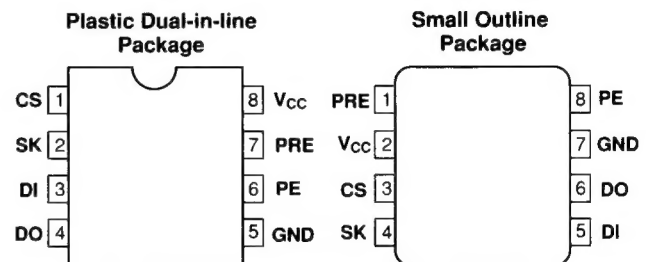 Plastic Dual-in-line
Package
CS 1 8 VCC
SK 2 7 PRE
DI 3 6 PE
DO 4 5 GND
Small Outline
Package
PRE 1 8 PE
VCC 2 7 GND
CS 3 6 DO
SK 4 5 DI